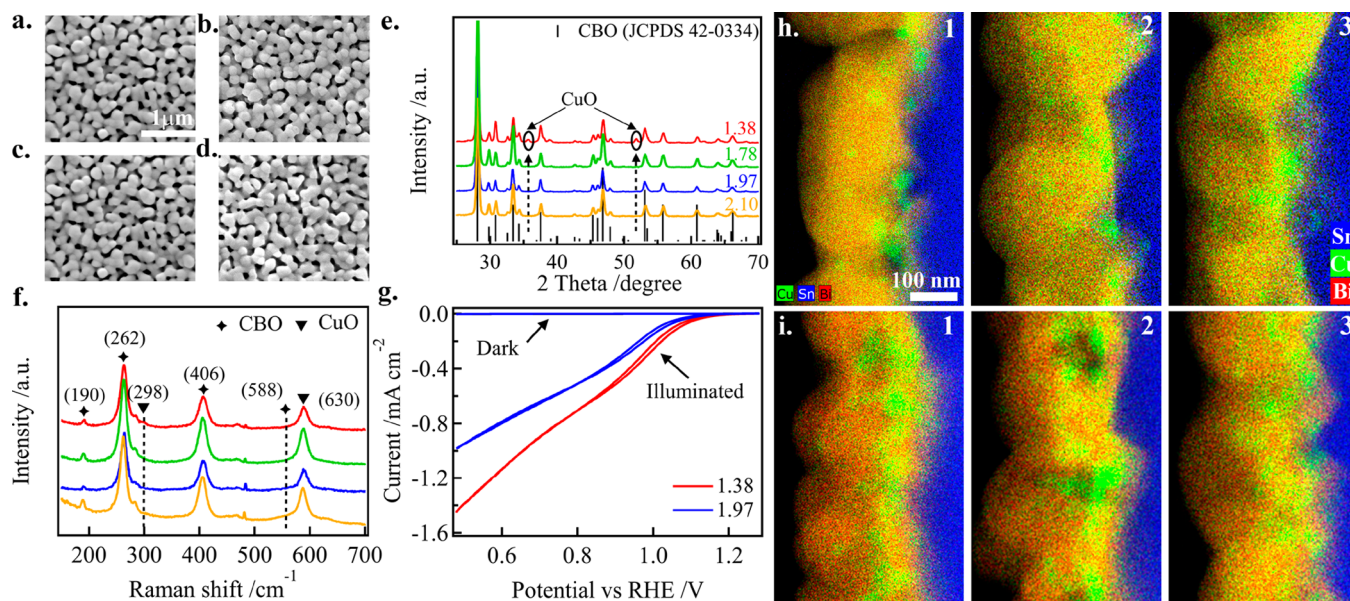 a.
b.
1μm
c.
d.
e.
I CBO (JCPDS 42-0334)
CuO
1.38
1.78
1.97
2.10
Intensity /a.u.
30 40 50 60 70
2 Theta /degree
f.
✦ CBO ▼ CuO
(262)
(190)
(298)
(406)
(588)
(630)
Intensity /a.u.
200 300 400 500 600 700
Raman shift /cm-1
g.
0.0
-0.4
-0.8
-1.2
-1.6
Current /mA cm-2
Dark
Illuminated
1.38
1.97
0.6 0.8 1.0 1.2
Potential vs RHE /V
h.
1
2
3
Cu Sn Bi
100 nm
Sn
Cu
Bi
i.
1
2
3